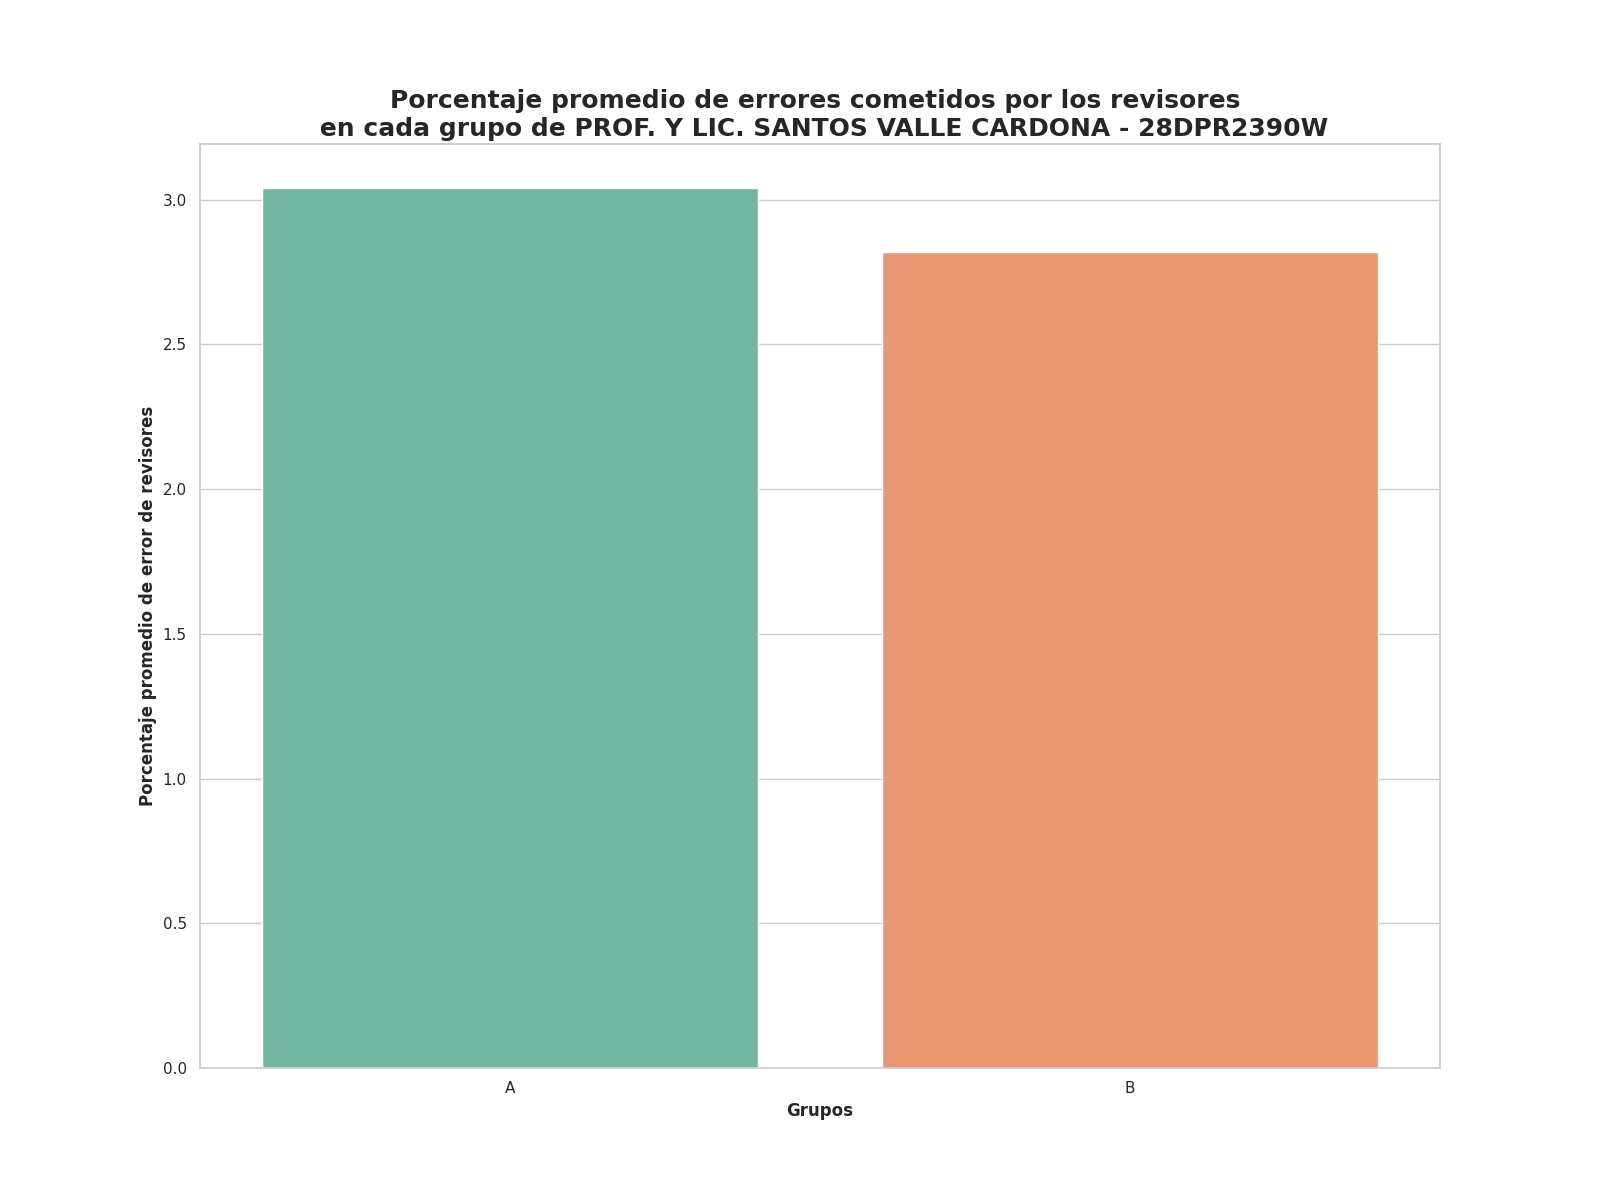 Porcentaje promedio de errores cometidos por los revisores
en cada grupo de PROF. Y LIC. SANTOS VALLE CARDONA - 28DPR2390W
Porcentaje promedio de error de revisores
3.0
2.5
2.0
1.5
1.0
0.5
0.0
A
B
Grupos